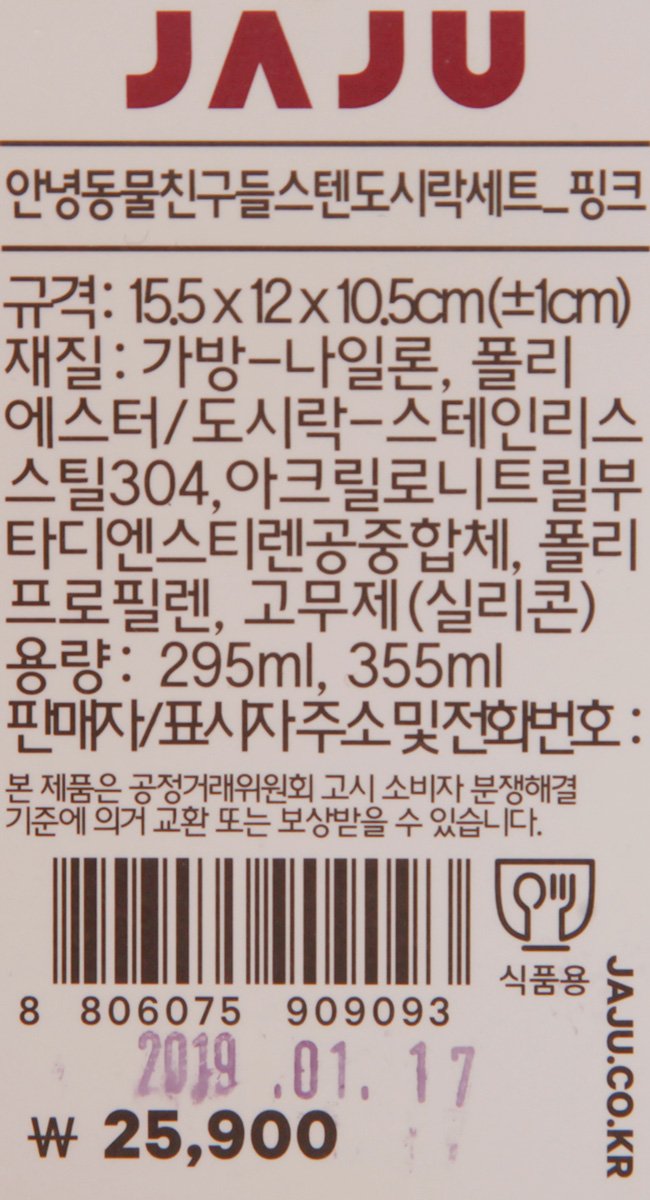 JAJU
안녕동물친구들스텐도시락세트_핑크
규격: 15.5 x 12 x 10.5cm(±1cm)
재질: 가방-나일론, 폴리
에스터/도시락-스테인리스
스틸304,아크릴로니트릴부
타디엔스티렌공중합체, 폴리
프로필렌, 고무제(실리콘)
용량: 295ml, 355ml
판매자/표시자주소및전화번호:
본 제품은 공정거래위원회 고시 소비자 분쟁해결
기준에 의거 교환 또는 보상받을 수 있습니다.
식품용
8 806075 909093
2019.01.17
₩ 25,900
JAJU.CO.KR